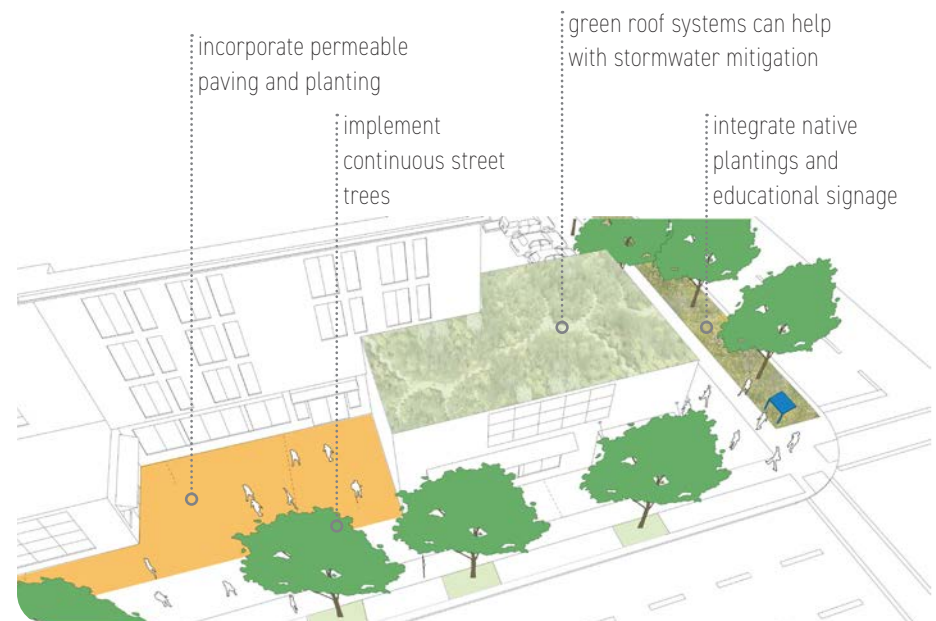 incorporate permeable
paving and planting
implement
continuous street
trees
green roof systems can help
with stormwater mitigation
integrate native
plantings and
educational signage